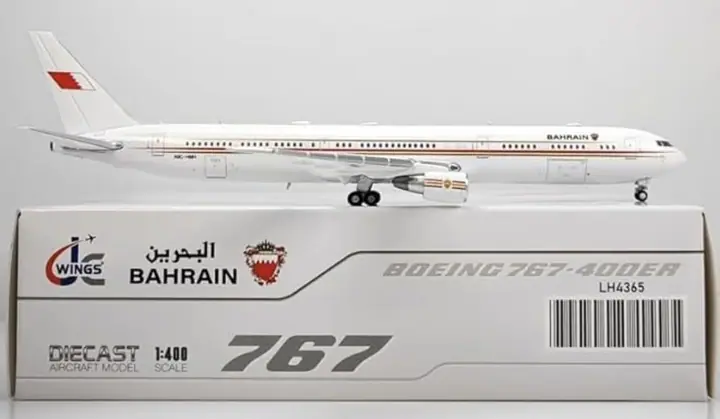 BAHRAIN
JC
WINGS
البحرين
BAHRAIN
BOEING 767-400ER
LH4365
DIECAST
AIRCRAFT MODEL
1:400
SCALE
767